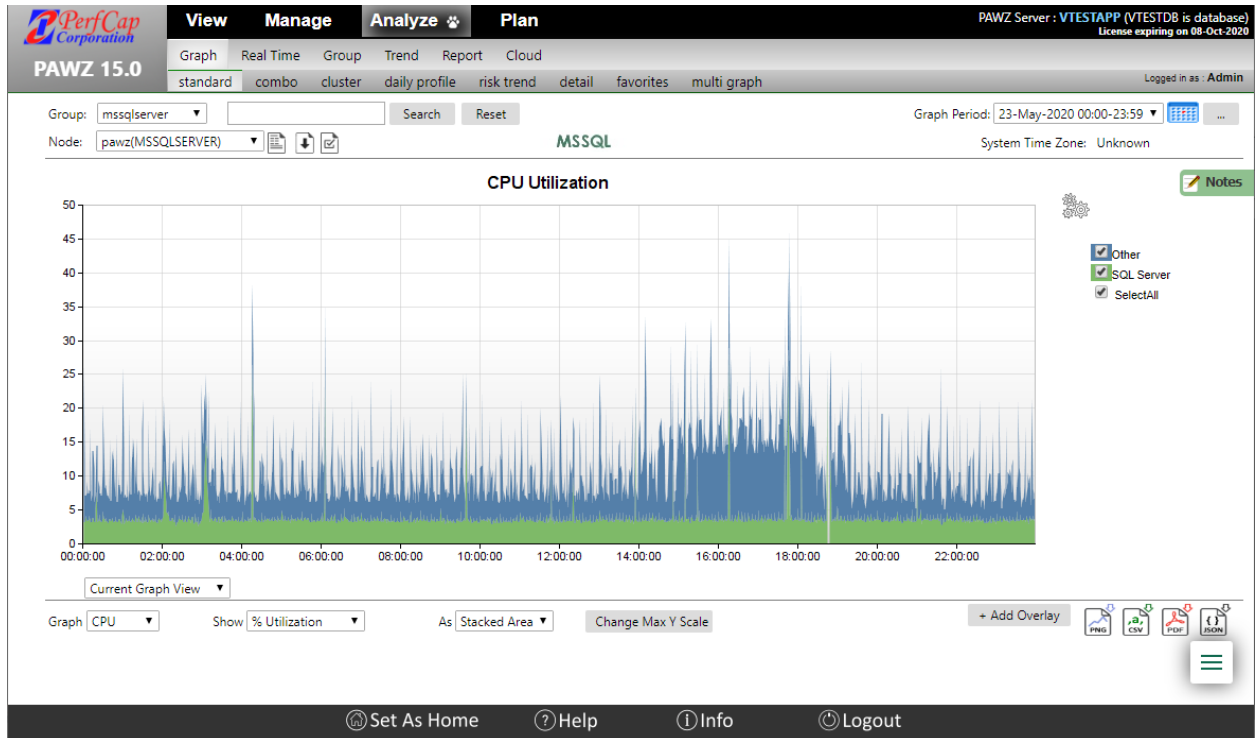 PerfCap
Corporation
PAWZ 15.0
View Manage Analyze Plan
PAWZ Server : VTESTAPP (VTESTDB is database)
License expiring on 08-Oct-2020
Graph Real Time Group Trend Report Cloud
standard combo cluster daily profile risk trend detail favorites multi graph
Logged in as : Admin
Group: mssqlserver Search Reset Graph Period: 23-May-2020 00:00-23:59 ...
Node: pawz(MSSQLSERVER) MSSQL System Time Zone: Unknown
CPU Utilization
Notes
50
45
40
35
30
25
20
15
10
5
0
Other
SQL Server
SelectAll
00:00:00 02:00:00 04:00:00 06:00:00 08:00:00 10:00:00 12:00:00 14:00:00 16:00:00 18:00:00 20:00:00 22:00:00
Current Graph View
Graph CPU Show % Utilization As Stacked Area Change Max Y Scale + Add Overlay
PNG ,a, CSV PDF { } JSON
Set As Home Help Info Logout